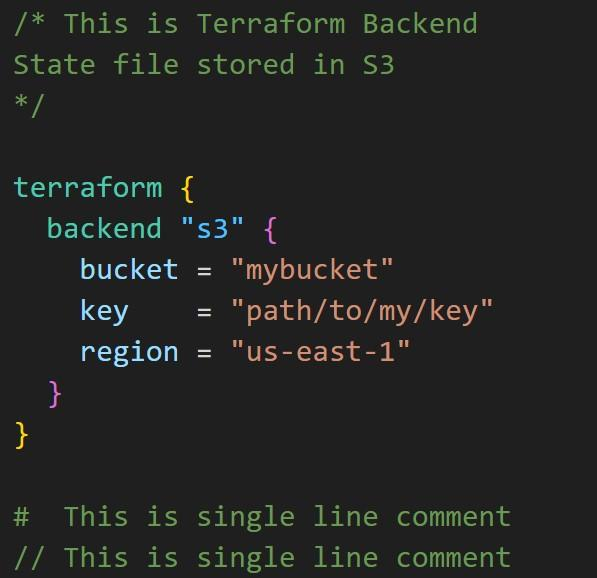 /* This is Terraform Backend
State file stored in S3
*/

terraform {
  backend "s3" {
    bucket = "mybucket"
    key    = "path/to/my/key"
    region = "us-east-1"
  }
}

#  This is single line comment
// This is single line comment